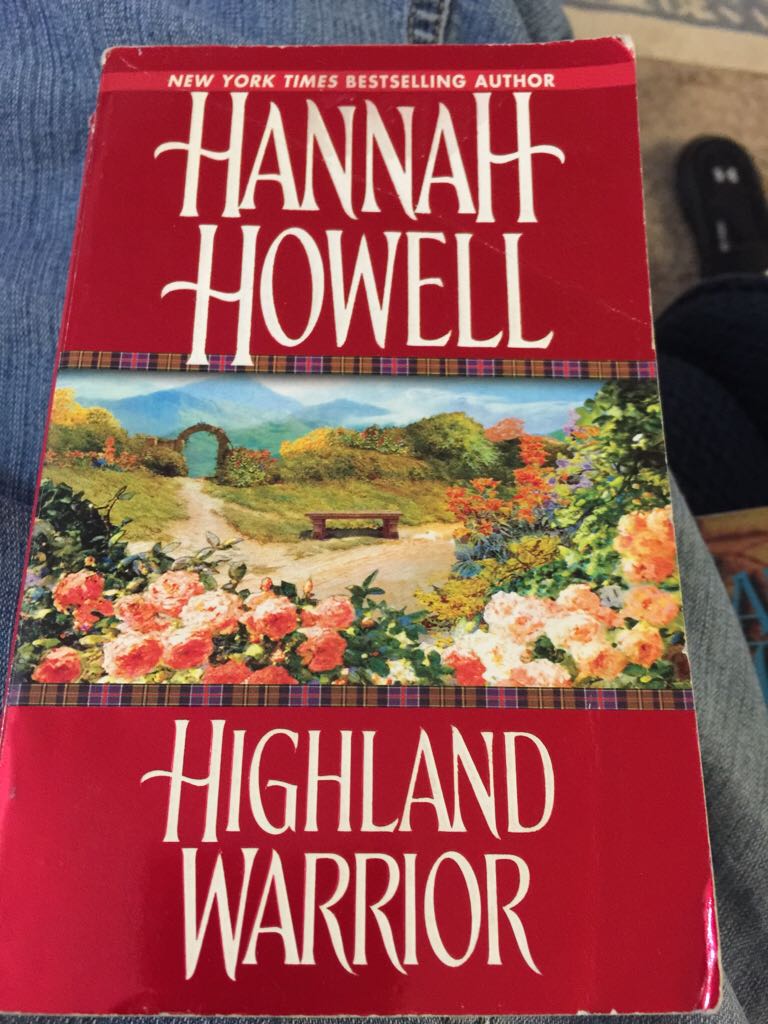 NEW YORK TIMES BESTSELLING AUTHOR
HANNAH
HOWELL
HIGHLAND
WARRIOR